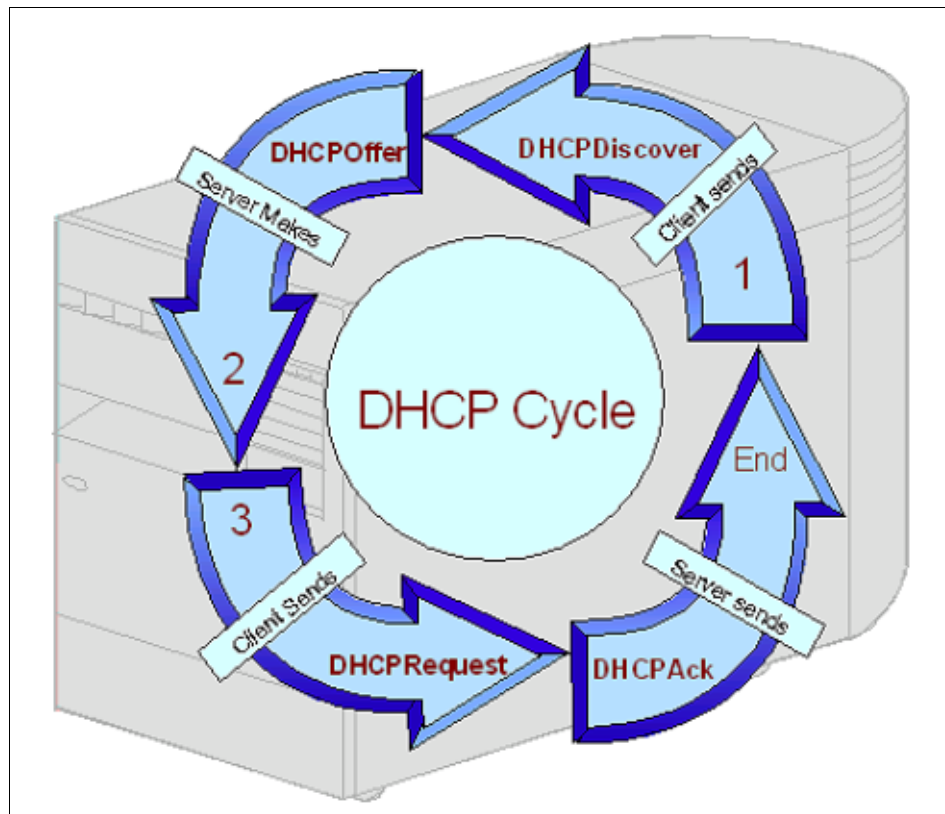 DHCP Cycle
1
Client sends
DHCPDiscover
DHCPOffer
Server Makes
2
3
Client Sends
DHCPRequest
DHCPAck
Server sends
End